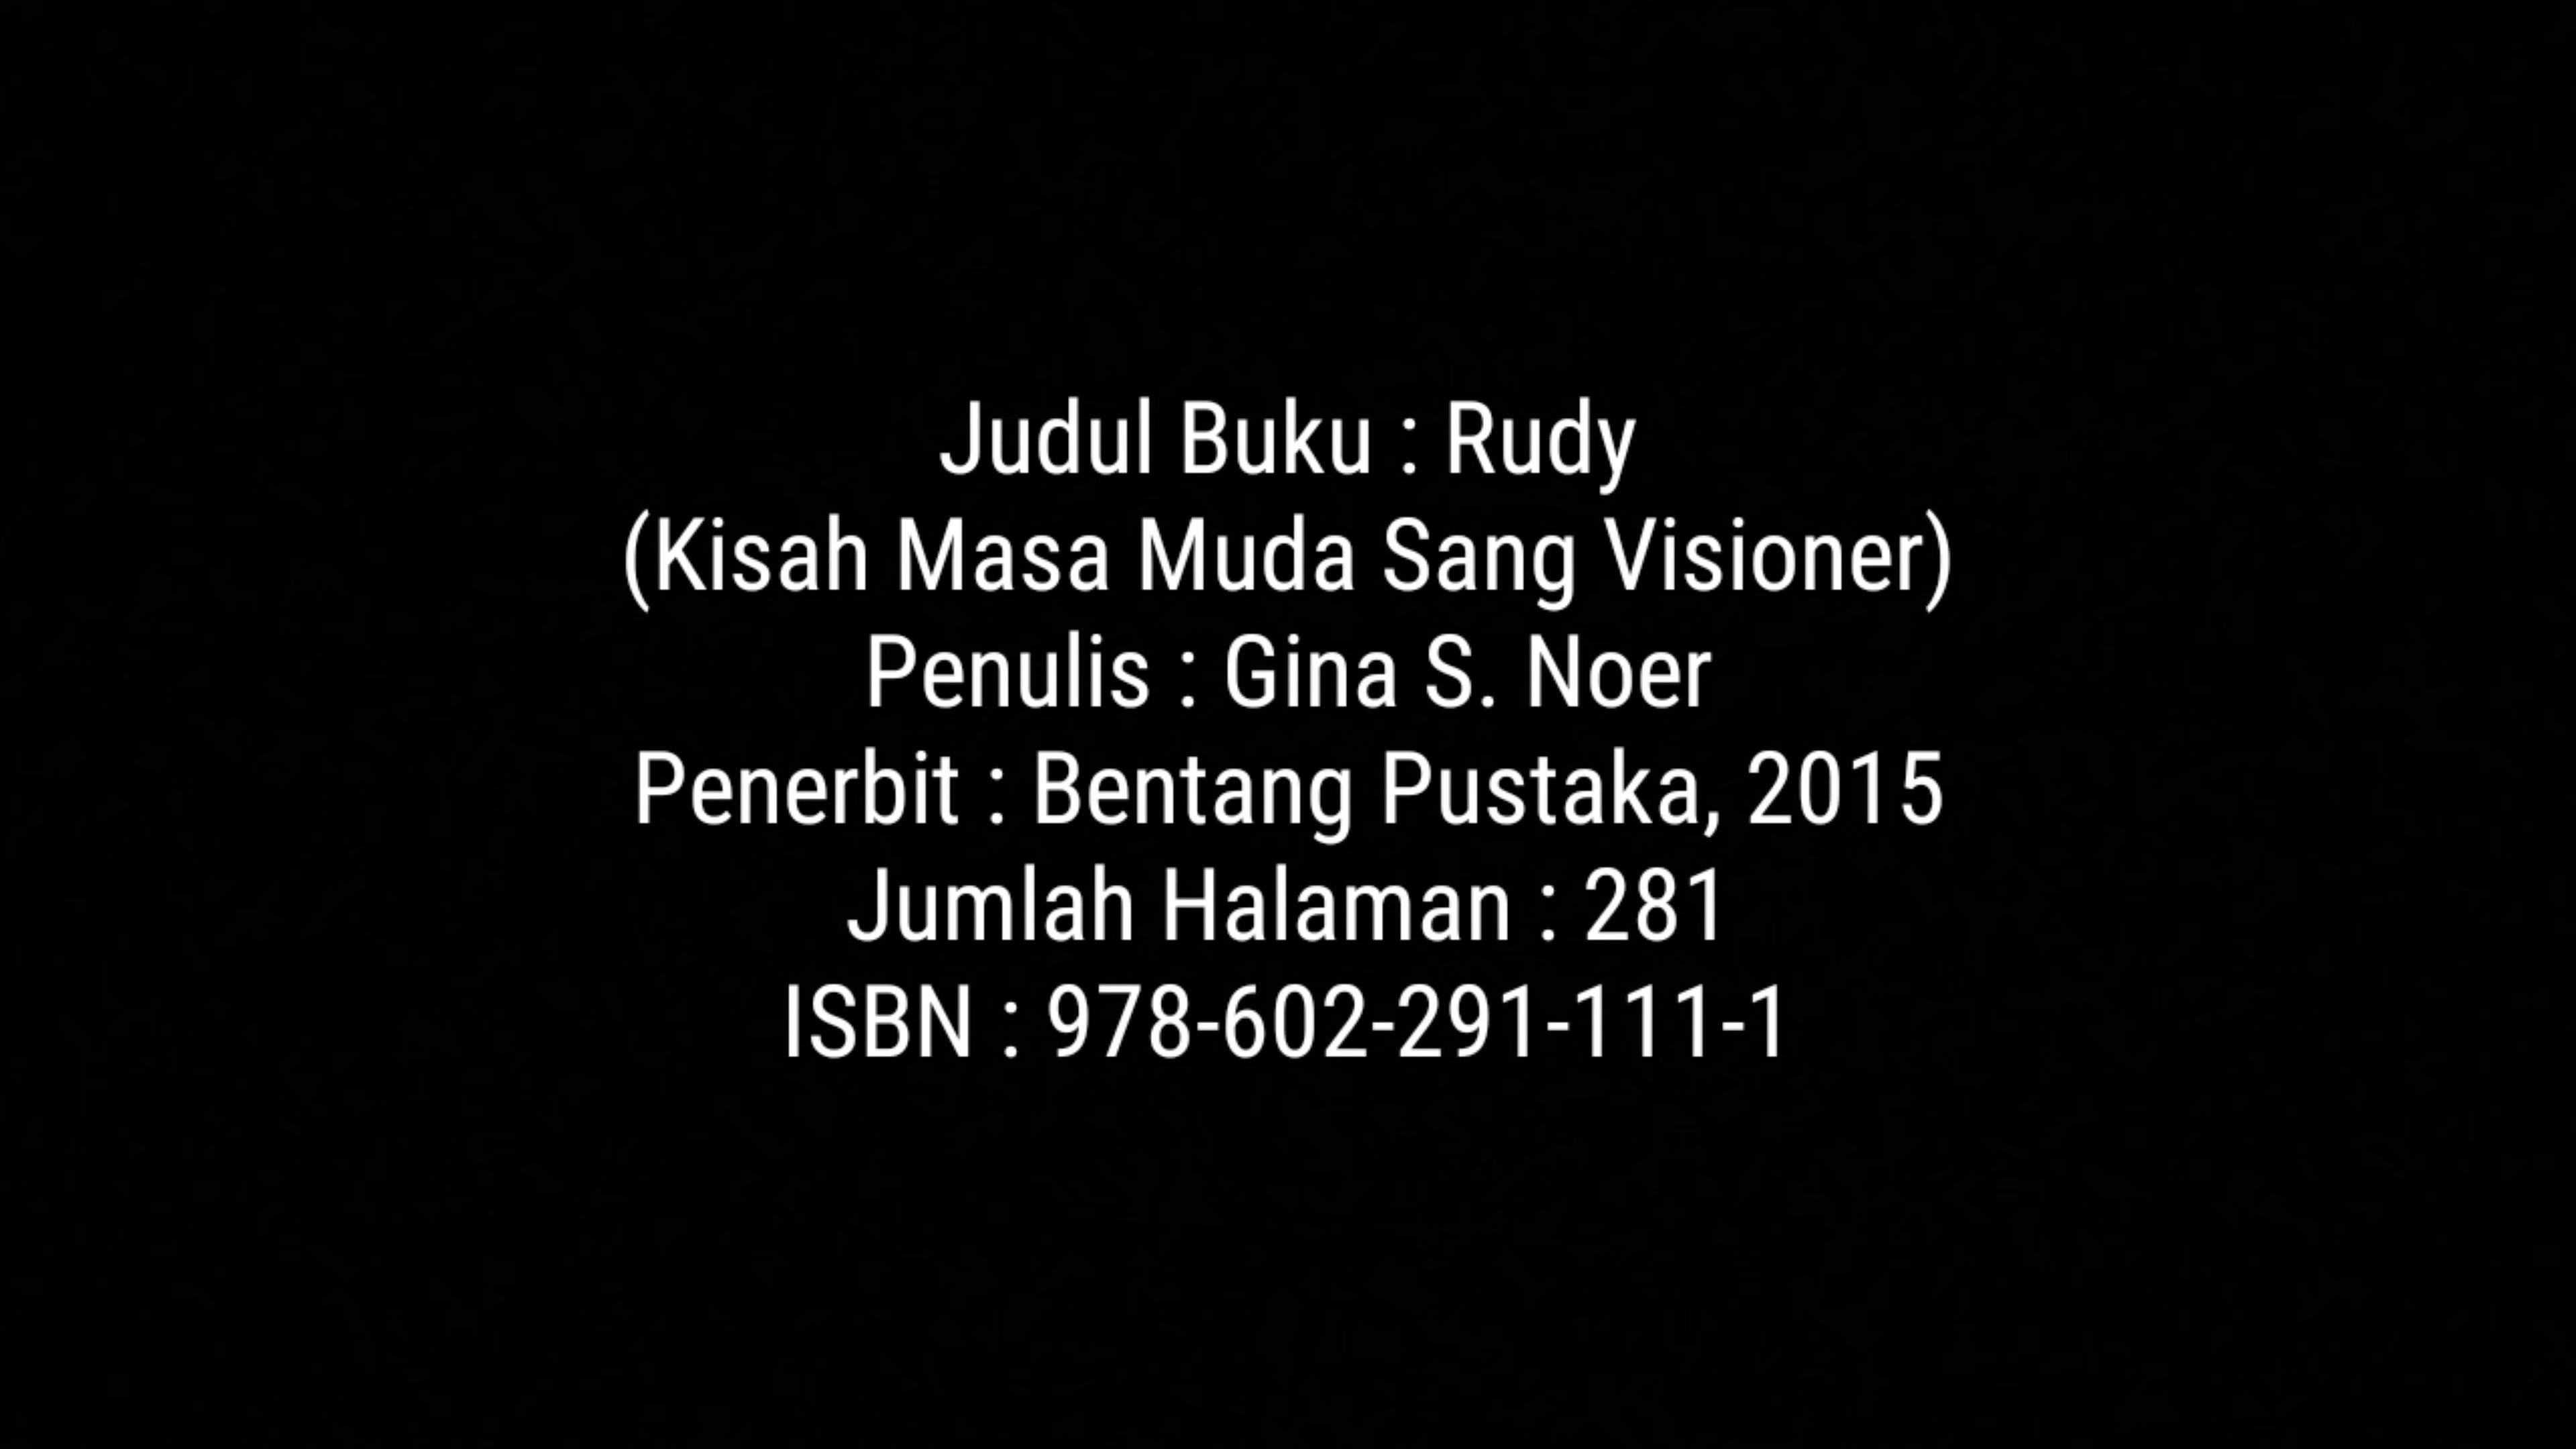 Judul Buku : Rudy
(Kisah Masa Muda Sang Visioner)
Penulis : Gina S. Noer
Penerbit : Bentang Pustaka, 2015
Jumlah Halaman : 281
ISBN : 978-602-291-111-1